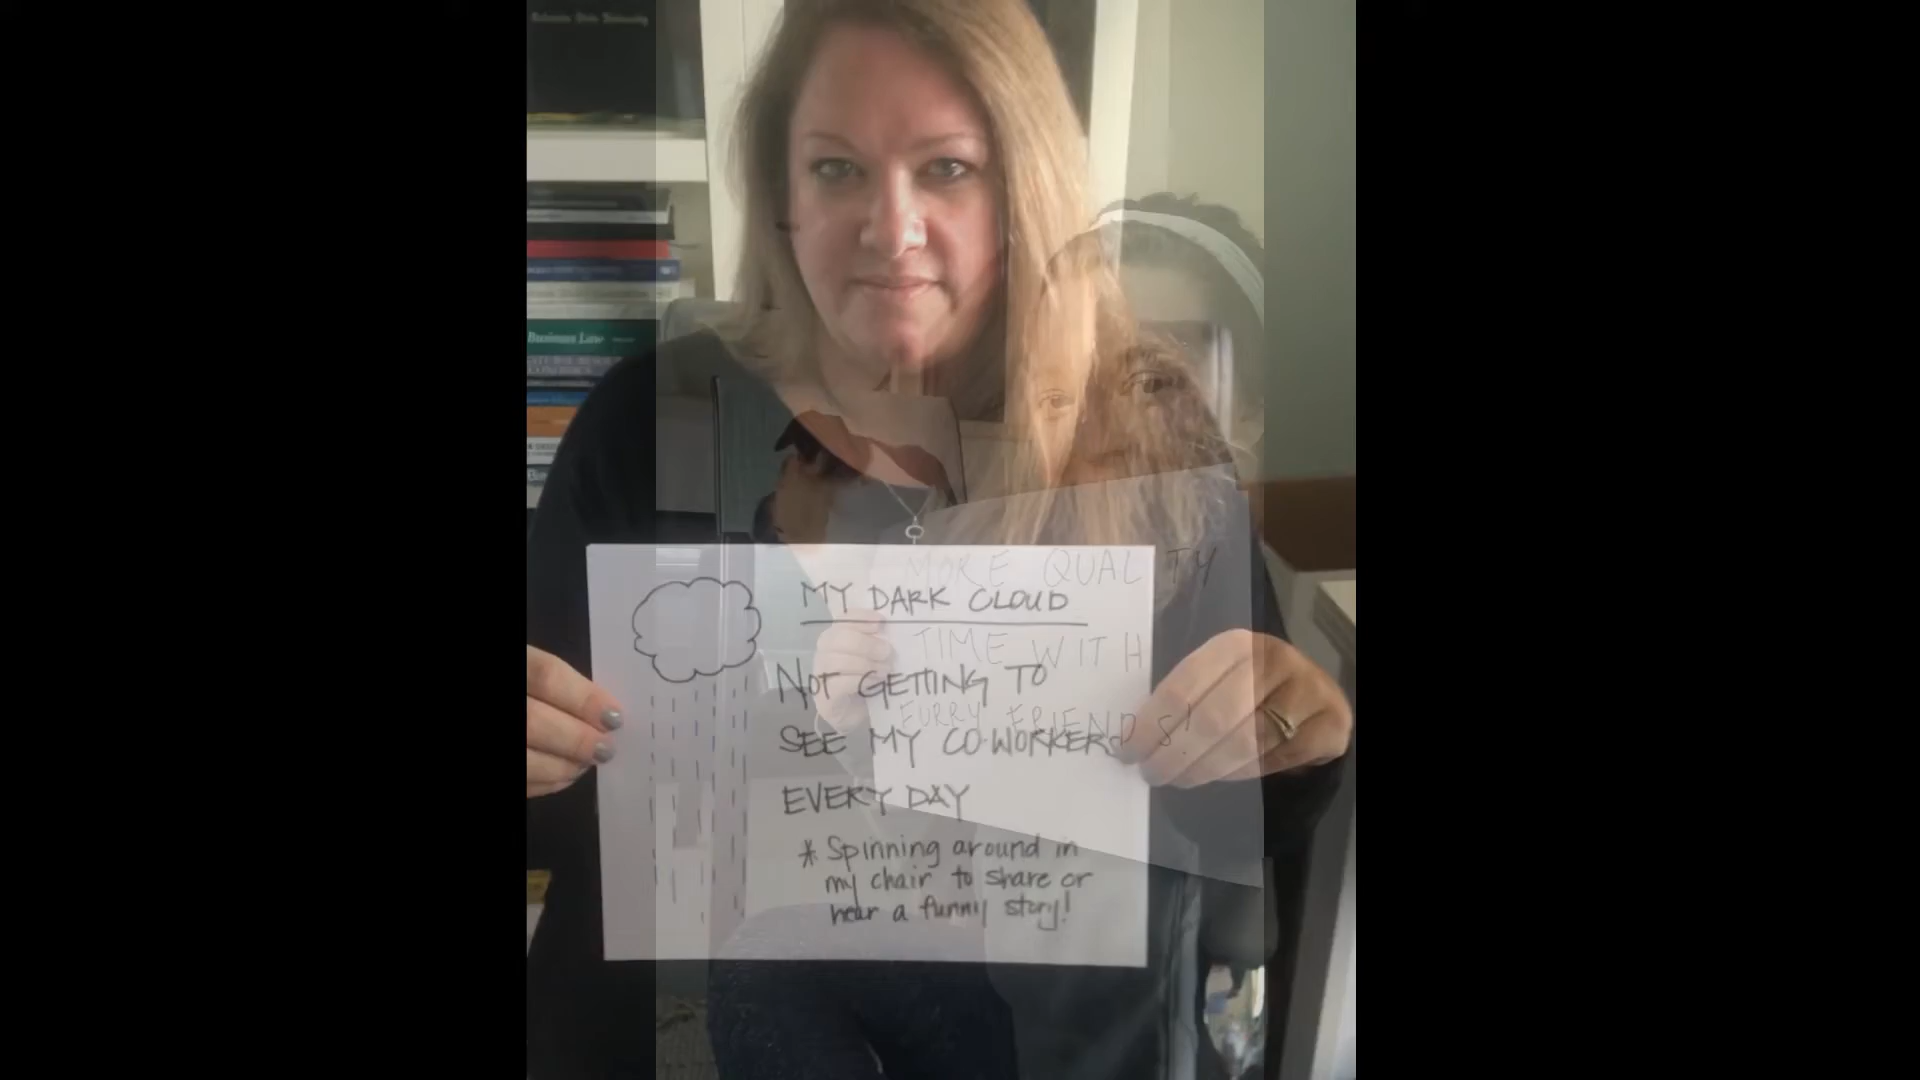 Business Law
MY DARK CLOUD
NOT GETTING TO
SEE MY CO-WORKERS
EVERY DAY
* Spinning around in
my chair to share or
hear a funny story!
MORE QUALITY
TIME WITH
FURRY FRIENDS!